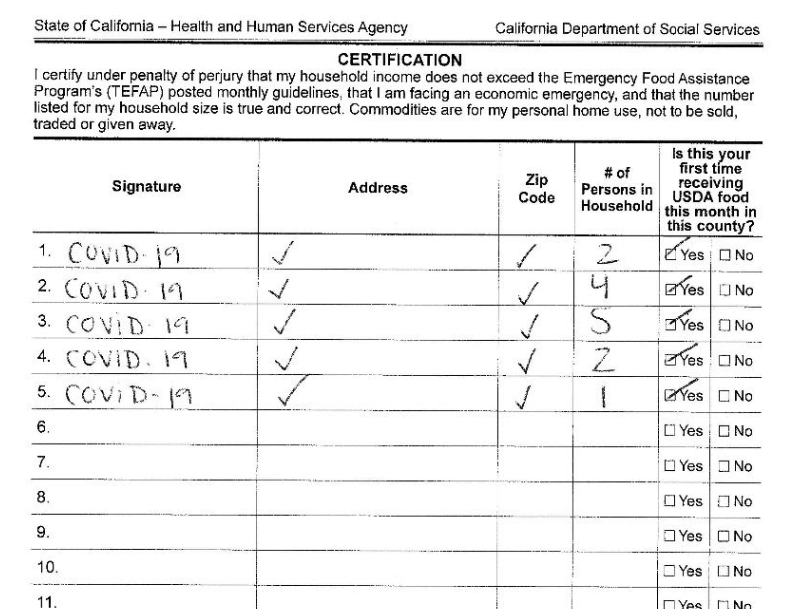 State of California – Health and Human Services Agency California Department of Social Services
CERTIFICATION
I certify under penalty of perjury that my household income does not exceed the Emergency Food Assistance
Program's (TEFAP) posted monthly guidelines, that I am facing an economic emergency, and that the number
listed for my household size is true and correct. Commodities are for my personal home use, not to be sold,
traded or given away.
Signature Address Zip Code # of Persons in Household Is this your first time receiving USDA food this month in this county?
1. COVID-19 ✓ ✓ 2 ☑ Yes ☐ No
2. COVID-19 ✓ ✓ 4 ☑ Yes ☐ No
3. COVID-19 ✓ ✓ 5 ☑ Yes ☐ No
4. COVID-19 ✓ ✓ 2 ☑ Yes ☐ No
5. COVID-19 ✓ ✓ 1 ☑ Yes ☐ No
6. ☐ Yes ☐ No
7. ☐ Yes ☐ No
8. ☐ Yes ☐ No
9. ☐ Yes ☐ No
10. ☐ Yes ☐ No
11. ☐ Yes ☐ No